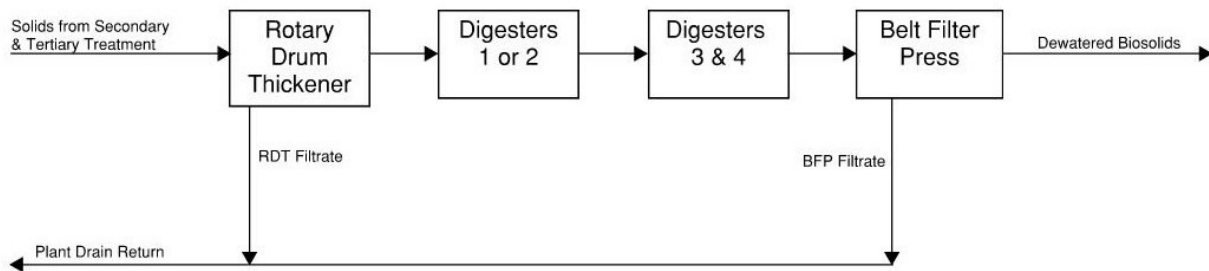 Solids from Secondary
& Tertiary Treatment
Rotary
Drum
Thickener
Digesters
1 or 2
Digesters
3 & 4
Belt Filter
Press
Dewatered Biosolids
RDT Filtrate
BFP Filtrate
Plant Drain Return